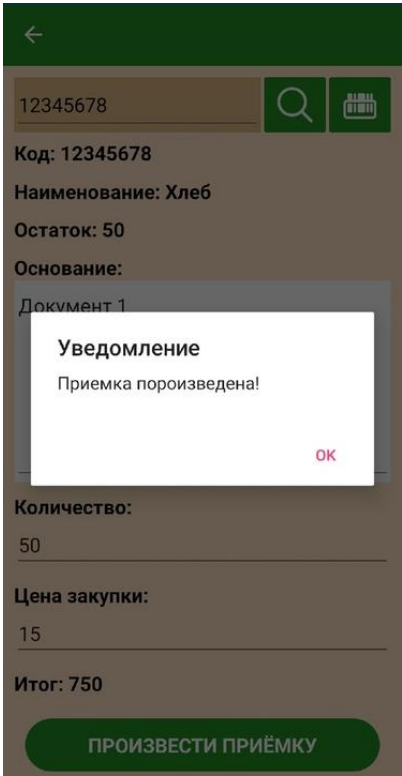 12345678
Код: 12345678
Наименование: Хлеб
Остаток: 50
Основание:
Документ 1
Уведомление
Приемка пороизведена!
ОК
Количество:
50
Цена закупки:
15
Итог: 750
ПРОИЗВЕСТИ ПРИЁМКУ